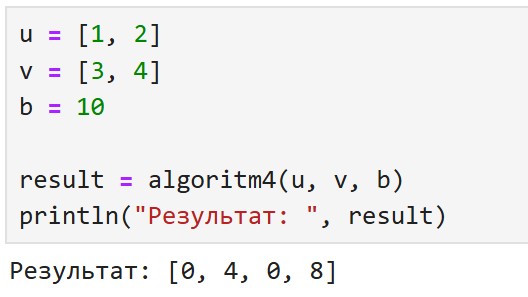 u = [1, 2]
v = [3, 4]
b = 10
result = algoritm4(u, v, b)
println("Результат: ", result)
Результат: [0, 4, 0, 8]